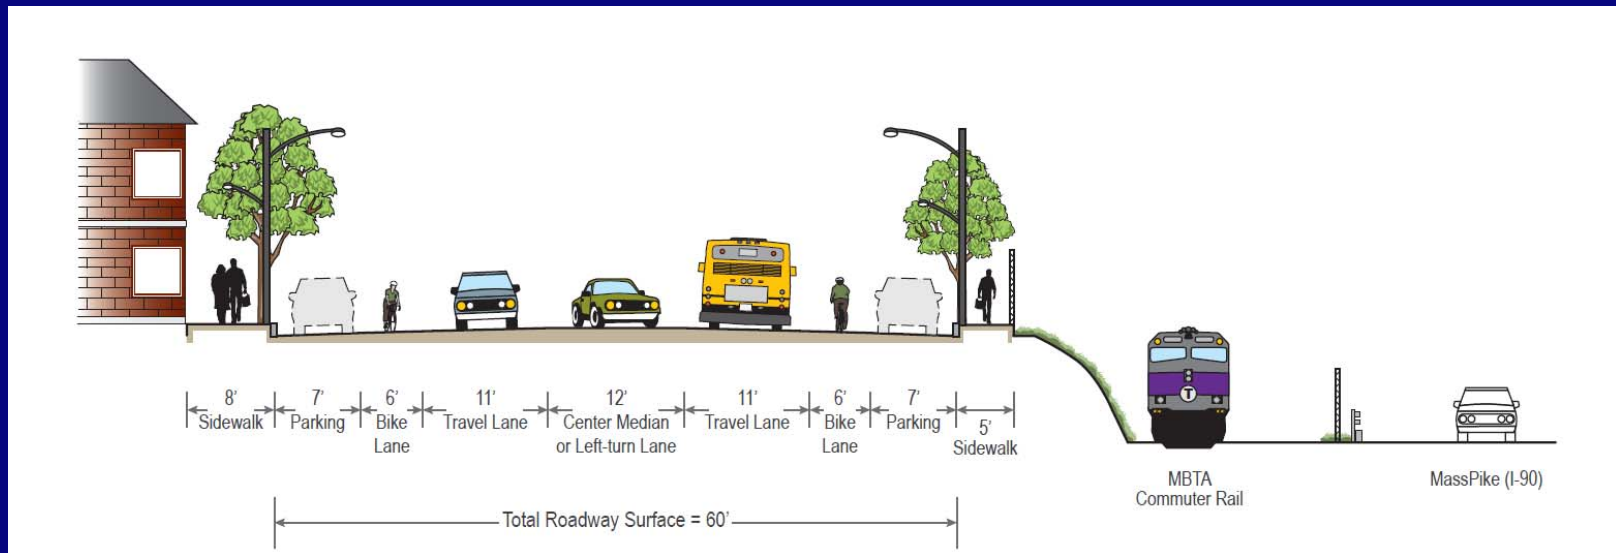 8' 7' 6' 11' 12' 11' 6' 7'
Sidewalk Parking Bike Travel Lane Center Median Travel Lane Bike Parking 5'
Lane or Left-turn Lane Lane Sidewalk
T
MBTA
Commuter Rail
MassPike (I-90)
Total Roadway Surface = 60'